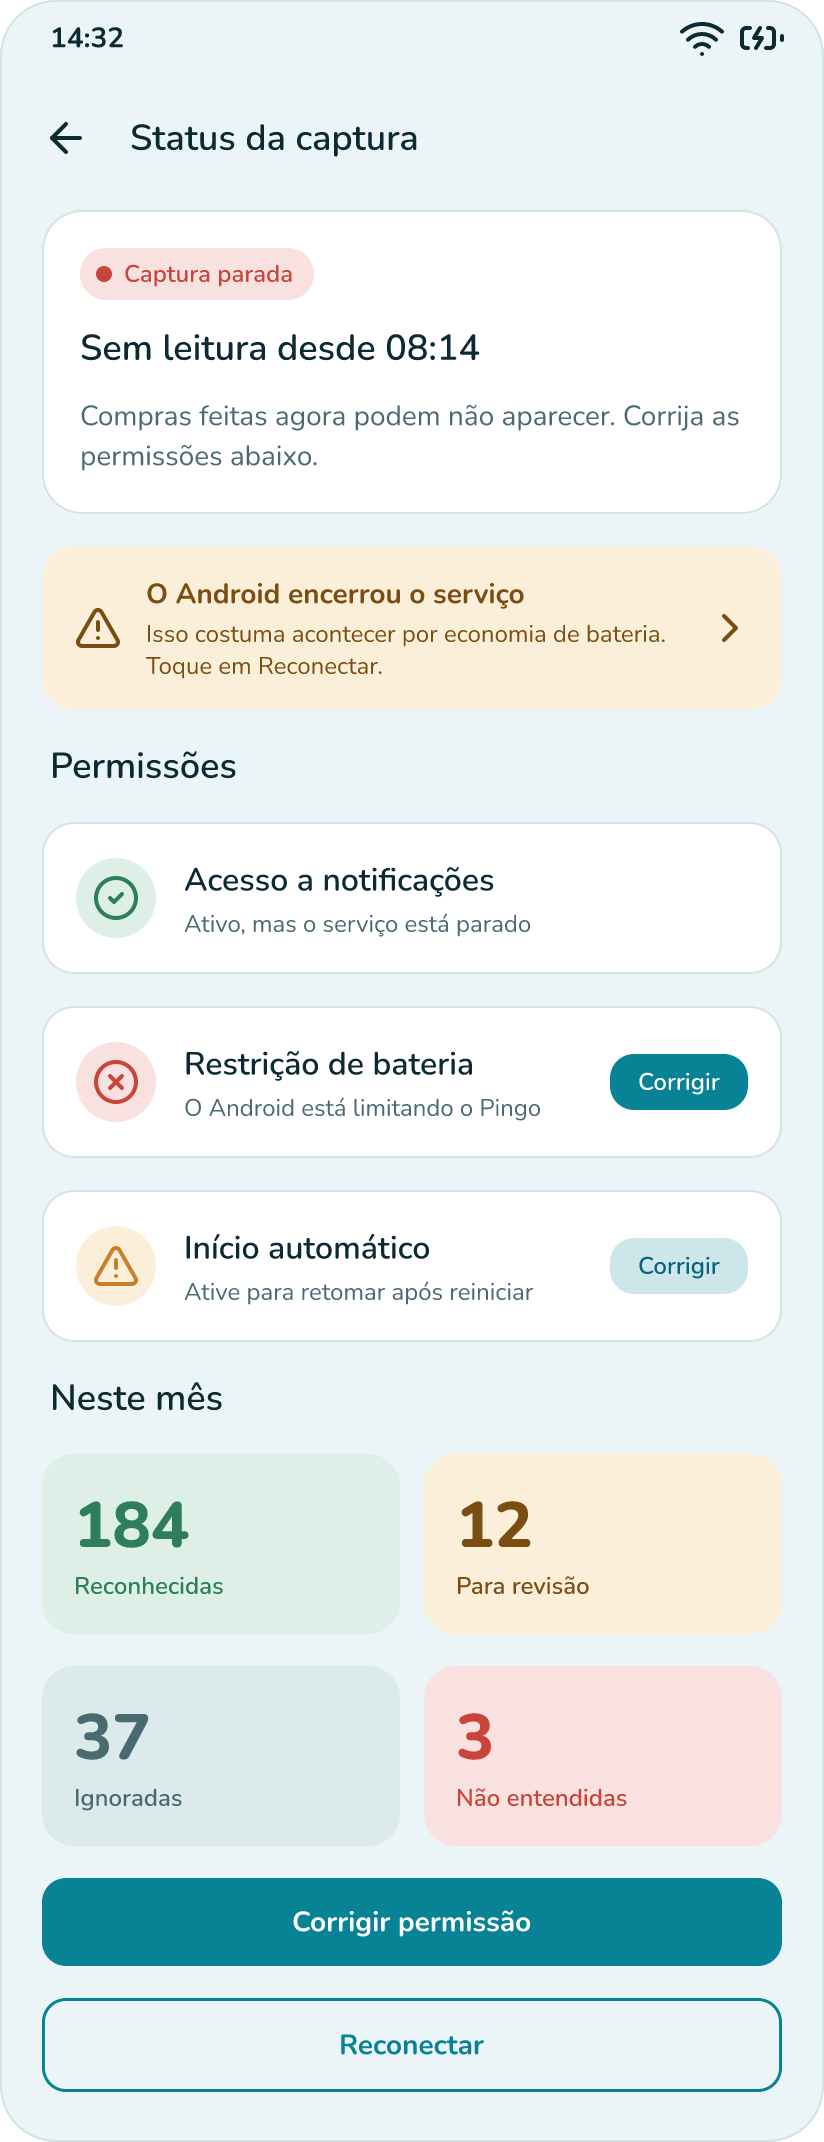 14:32
Status da captura
Captura parada
Sem leitura desde 08:14
Compras feitas agora podem não aparecer. Corrija as
permissões abaixo.
O Android encerrou o serviço
Isso costuma acontecer por economia de bateria.
Toque em Reconectar.
Permissões
Acesso a notificações
Ativo, mas o serviço está parado
Restrição de bateria
O Android está limitando o Pingo
Corrigir
Início automático
Ative para retomar após reiniciar
Corrigir
Neste mês
184
Reconhecidas
12
Para revisão
37
Ignoradas
3
Não entendidas
Corrigir permissão
Reconectar